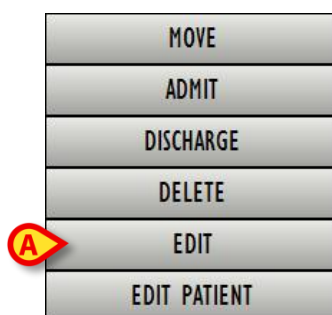 MOVE
ADMIT
DISCHARGE
DELETE
A EDIT
EDIT PATIENT